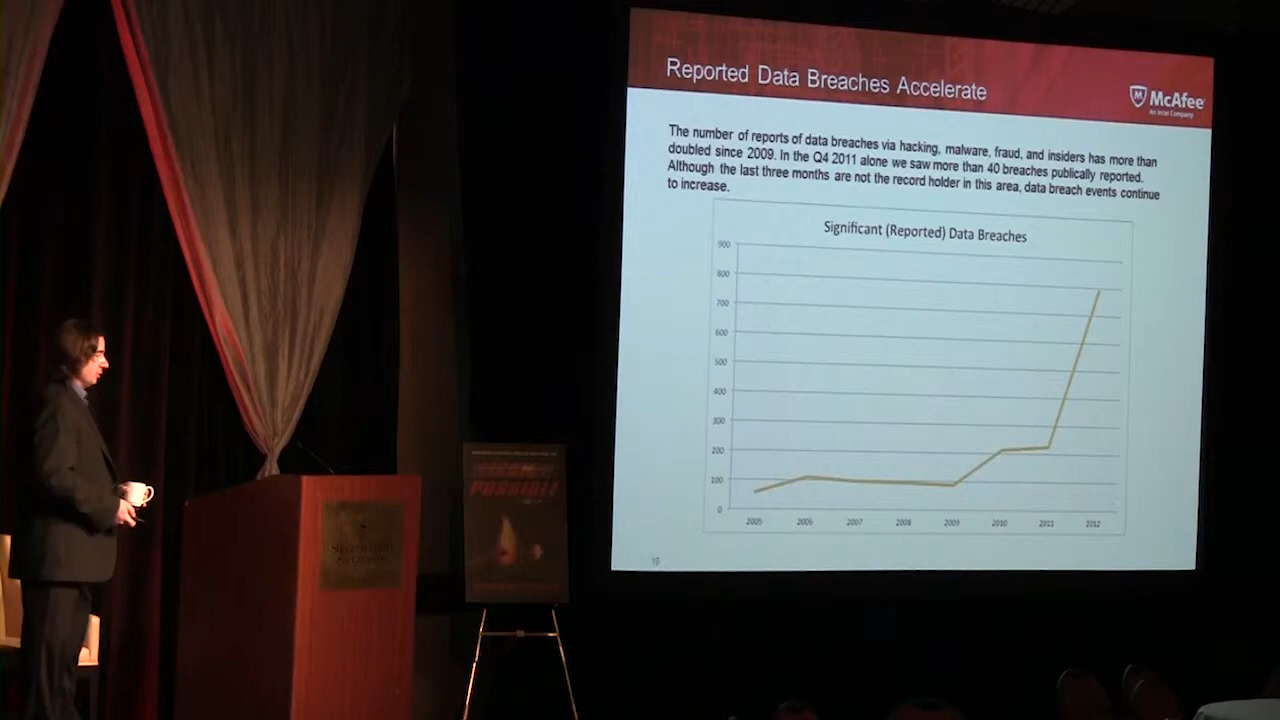 Reported Data Breaches Accelerate
McAfee
An Intel Company
The number of reports of data breaches via hacking, malware, fraud, and insiders has more than
doubled since 2009. In the Q4 2011 alone we saw more than 40 breaches publically reported.
Although the last three months are not the record holder in this area, data breach events continue
to increase.
Significant (Reported) Data Breaches
900
800
700
600
500
400
300
200
100
0
2005 2006 2007 2008 2009 2010 2011 2012
10
POSSIBLE